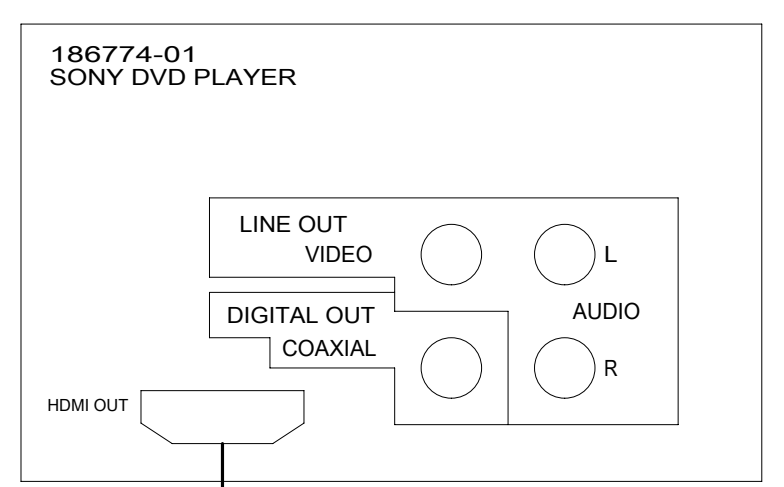 186774-01
SONY DVD PLAYER
LINE OUT
VIDEO
L
DIGITAL OUT
AUDIO
COAXIAL
R
HDMI OUT